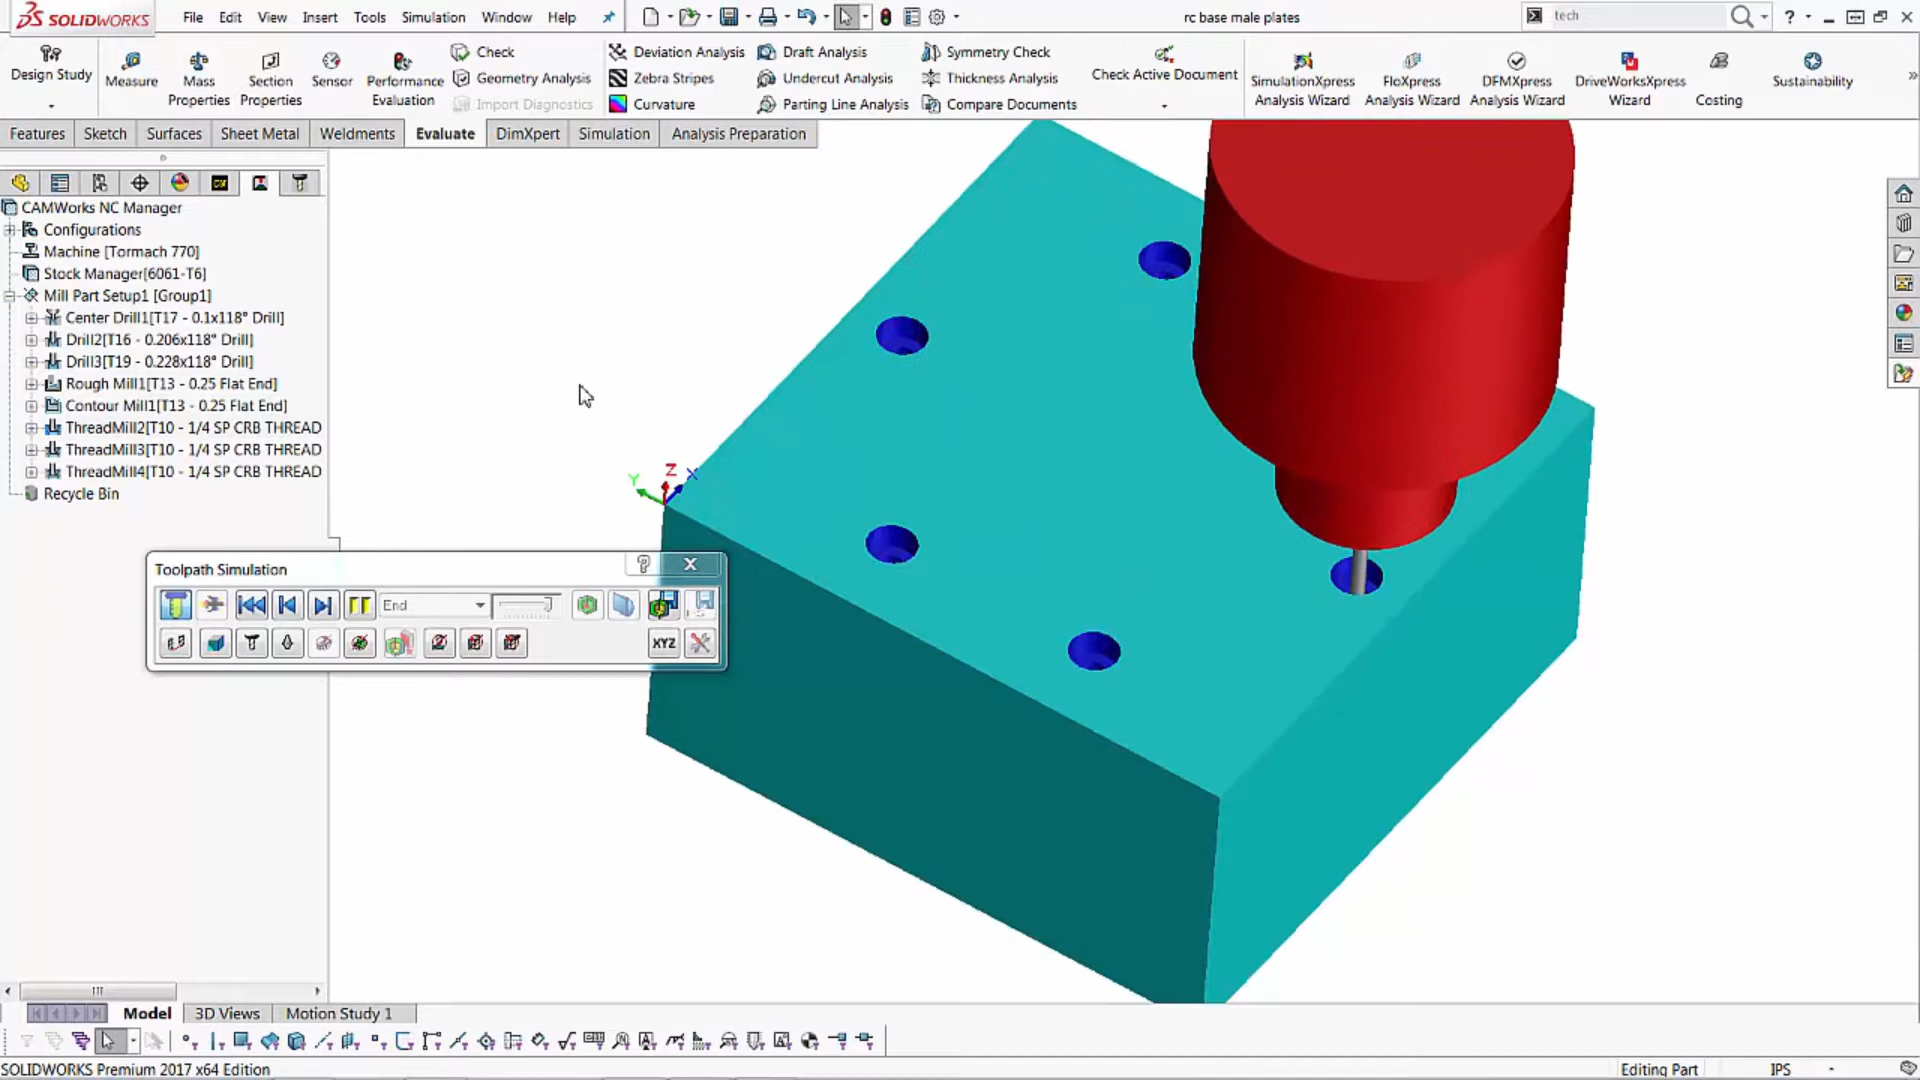 SOLIDWORKS File Edit View Insert Tools Simulation Window Help rc base male plates tech
Design Study Measure Mass Properties Section Properties Sensor Performance Evaluation
Check
Geometry Analysis
Import Diagnostics
Deviation Analysis
Zebra Stripes
Curvature
Draft Analysis
Undercut Analysis
Parting Line Analysis
Symmetry Check
Thickness Analysis
Compare Documents
Check Active Document
SimulationXpress Analysis Wizard
FloXpress Analysis Wizard
DFMXpress Analysis Wizard
DriveWorksXpress Wizard
Costing
Sustainability
Features Sketch Surfaces Sheet Metal Weldments Evaluate DimXpert Simulation Analysis Preparation
CAMWorks NC Manager
Configurations
Machine [Tormach 770]
Stock Manager[6061-T6]
Mill Part Setup1 [Group1]
Center Drill1[T17 - 0.1x118° Drill]
Drill2[T16 - 0.206x118° Drill]
Drill3[T19 - 0.228x118° Drill]
Rough Mill1[T13 - 0.25 Flat End]
Contour Mill1[T13 - 0.25 Flat End]
ThreadMill2[T10 - 1/4 SP CRB THREAD
ThreadMill3[T10 - 1/4 SP CRB THREAD
ThreadMill4[T10 - 1/4 SP CRB THREAD
Recycle Bin
Y Z X
Toolpath Simulation
End
XYZ
Model 3D Views Motion Study 1
SOLIDWORKS Premium 2017 x64 Edition Editing Part IPS